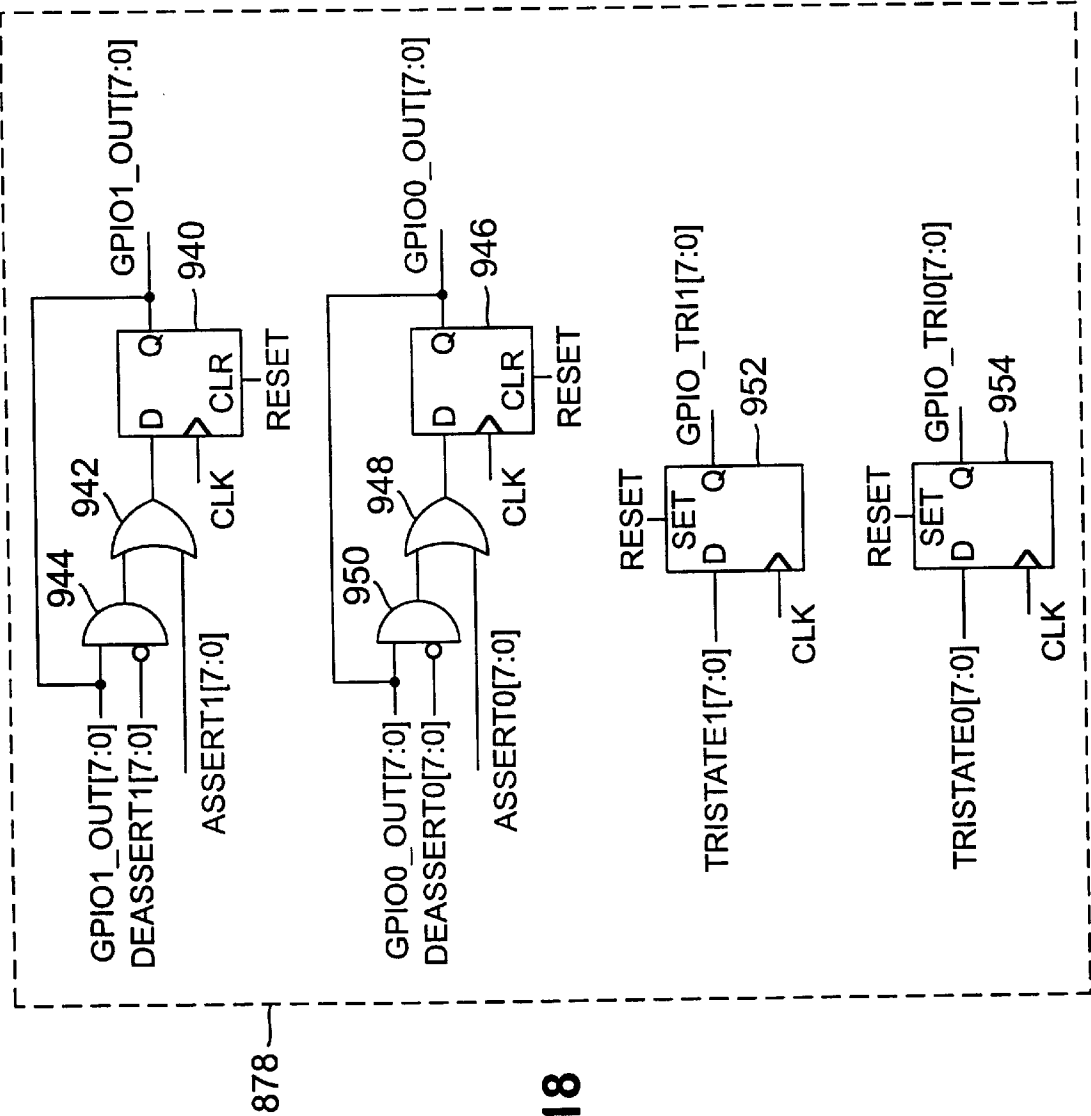 GPIO1_OUT[7:0]
944
942
GPIO1_OUT[7:0]
DEASSERT1[7:0]
ASSERT1[7:0]
D
Q
CLR
940
CLK
RESET
950
948
GPIO0_OUT[7:0]
GPIO0_OUT[7:0]
DEASSERT0[7:0]
ASSERT0[7:0]
D
Q
CLR
946
CLK
RESET
RESET
SET
TRISTATE1[7:0]
D
Q
GPIO_TRI1[7:0]
952
CLK
RESET
SET
TRISTATE0[7:0]
D
Q
GPIO_TRI0[7:0]
954
CLK
878
18